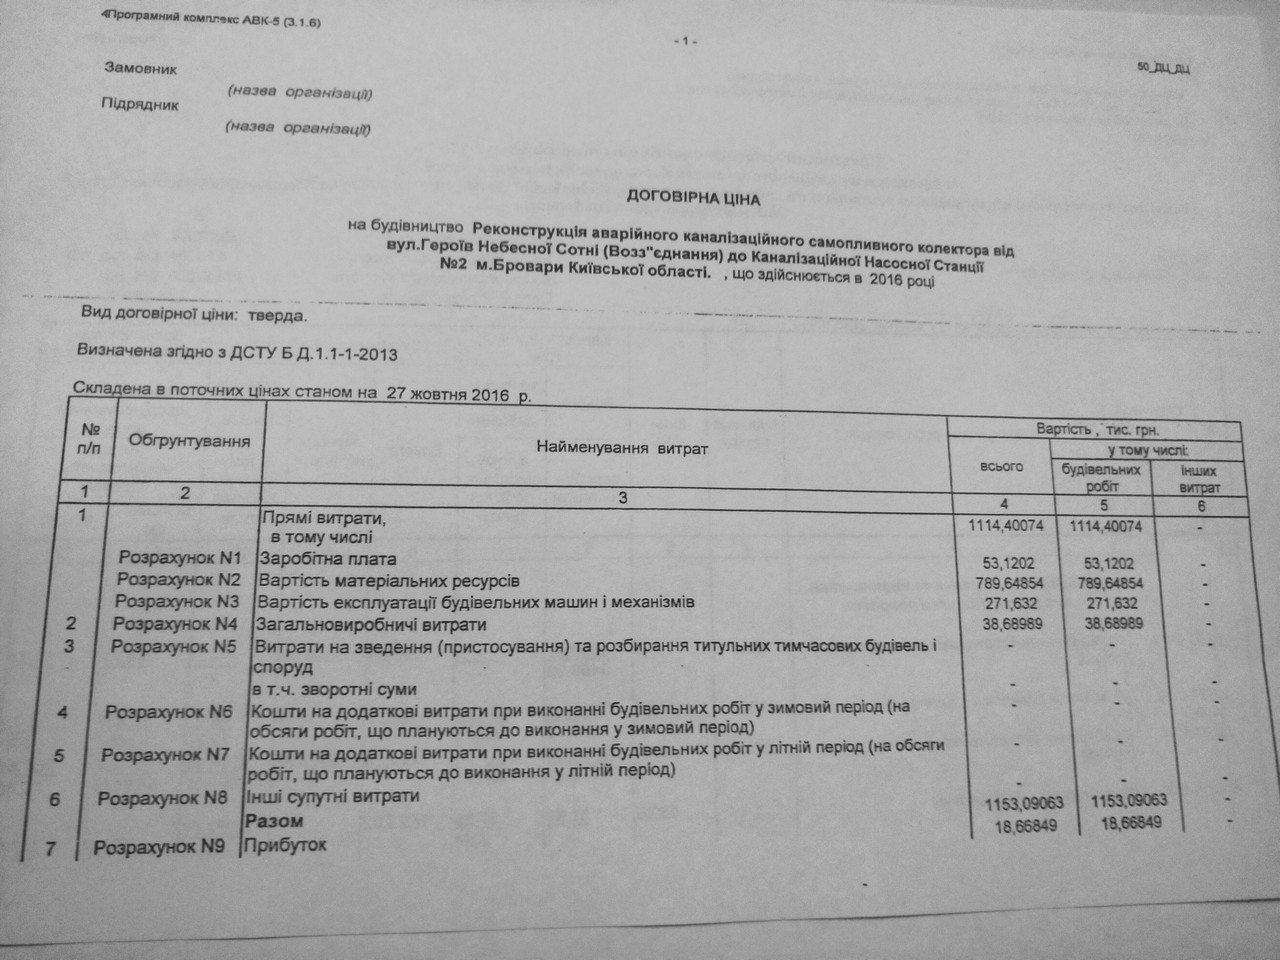 4Програмний комплекс АВК-5 (3.1.6)
- 1 -
50_ДЦ_ДЦ
Замовник
(назва організації)
Підрядник
(назва організації)
ДОГОВІРНА ЦІНА
на будівництво Реконструкція аварійного каналізаційного самопливного колектора від
вул.Героїв Небесної Сотні (Возз"єднання) до Каналізаційної Насосної Станції
№2 м.Бровари Київської області. , що здійснюється в 2016 році
Вид договірної ціни: тверда.
Визначена згідно з ДСТУ Б Д.1.1-1-2013
Складена в поточних цінах станом на 27 жовтня 2016 р.
№ п/п Обгрунтування Найменування витрат Вартість , тис. грн.
всього у тому числі:
будівельних робіт інших витрат
1 2 3 4 5 6
1 Прямі витрати, 1114,40074 1114,40074 -
в тому числі
Розрахунок N1 Заробітна плата 53,1202 53,1202 -
Розрахунок N2 Вартість матеріальних ресурсів 789,64854 789,64854 -
Розрахунок N3 Вартість експлуатації будівельних машин і механізмів 271,632 271,632 -
2 Розрахунок N4 Загальновиробничі витрати 38,68989 38,68989 -
3 Розрахунок N5 Витрати на зведення (пристосування) та розбирання титульних тимчасових будівель і - - -
споруд
в т.ч. зворотні суми - - -
4 Розрахунок N6 Кошти на додаткові витрати при виконанні будівельних робіт у зимовий період (на - - -
обсяги робіт, що плануються до виконання у зимовий період)
5 Розрахунок N7 Кошти на додаткові витрати при виконанні будівельних робіт у літній період (на обсяги - - -
робіт, що плануються до виконання у літній період)
6 Розрахунок N8 Інші супутні витрати - - -
Разом 1153,09063 1153,09063 -
7 Розрахунок N9 Прибуток 18,66849 18,66849 -